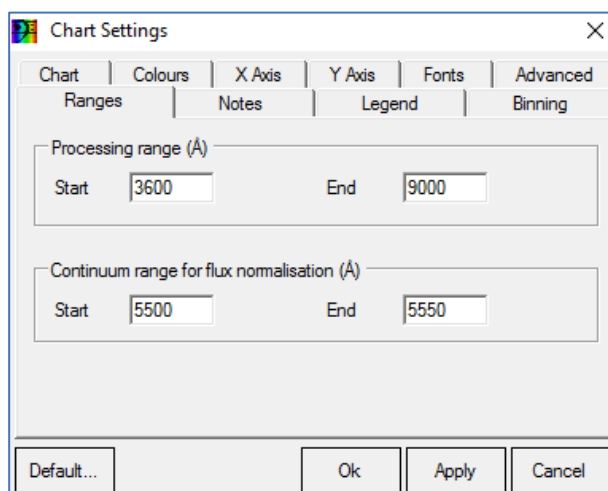 Chart Settings
Chart Colours X Axis Y Axis Fonts Advanced
Ranges Notes Legend Binning
Processing range (Å)
Start 3600 End 9000
Continuum range for flux normalisation (Å)
Start 5500 End 5550
Default... Ok Apply Cancel